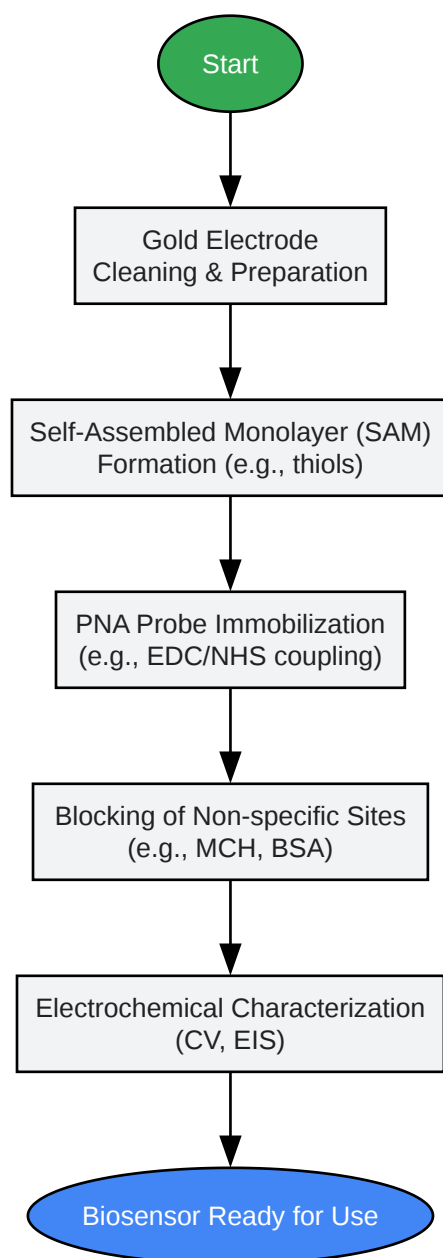 Start
Gold Electrode
Cleaning & Preparation
Self-Assembled Monolayer (SAM)
Formation (e.g., thiols)
PNA Probe Immobilization
(e.g., EDC/NHS coupling)
Blocking of Non-specific Sites
(e.g., MCH, BSA)
Electrochemical Characterization
(CV, EIS)
Biosensor Ready for Use